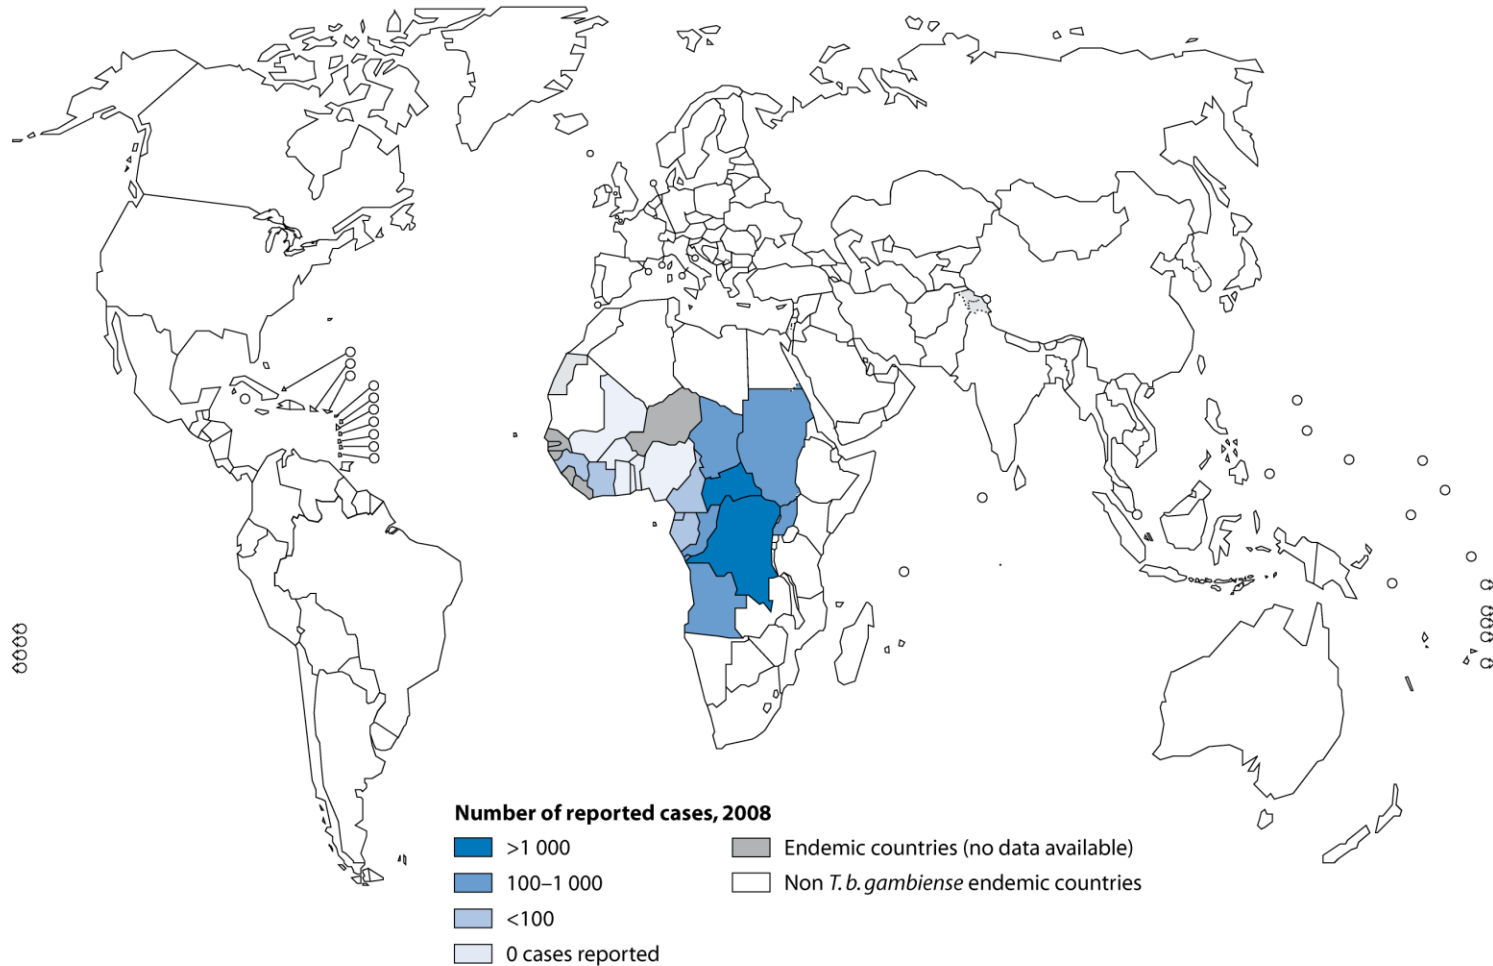 Number of reported cases, 2008
>1 000
100–1 000
<100
0 cases reported
Endemic countries (no data available)
Non T. b. gambiense endemic countries